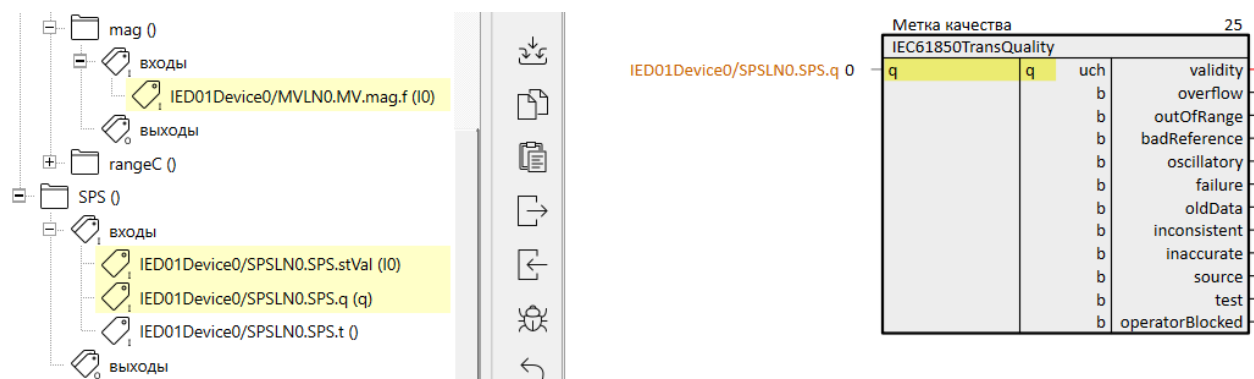 mag ()
входы
IED01Device0/MVLN0.MV.mag.f (I0)
выходы
rangeC ()
SPS ()
входы
IED01Device0/SPSLN0.SPS.stVal (I0)
IED01Device0/SPSLN0.SPS.q (q)
IED01Device0/SPSLN0.SPS.t ()
выходы
Метка качества 25
IEC61850TransQuality
IED01Device0/SPSLN0.SPS.q 0 q q uch validity
b overflow
b outOfRange
b badReference
b oscillatory
b failure
b oldData
b inconsistent
b inaccurate
b source
b test
b operatorBlocked